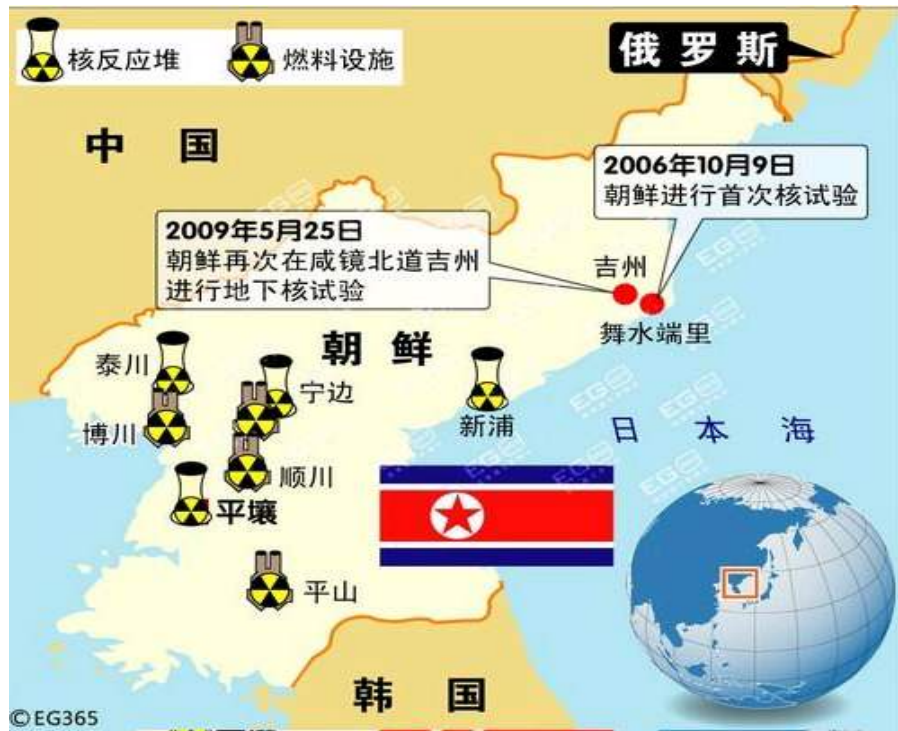 核反应堆
燃料设施
俄罗斯
中国
2006年10月9日
朝鲜进行首次核试验
2009年5月25日
朝鲜再次在咸镜北道吉州
进行地下核试验
吉州
舞水端里
朝鲜
泰川
宁边
博川
新浦
日本海
顺川
平壤
平山
韩国
©EG365